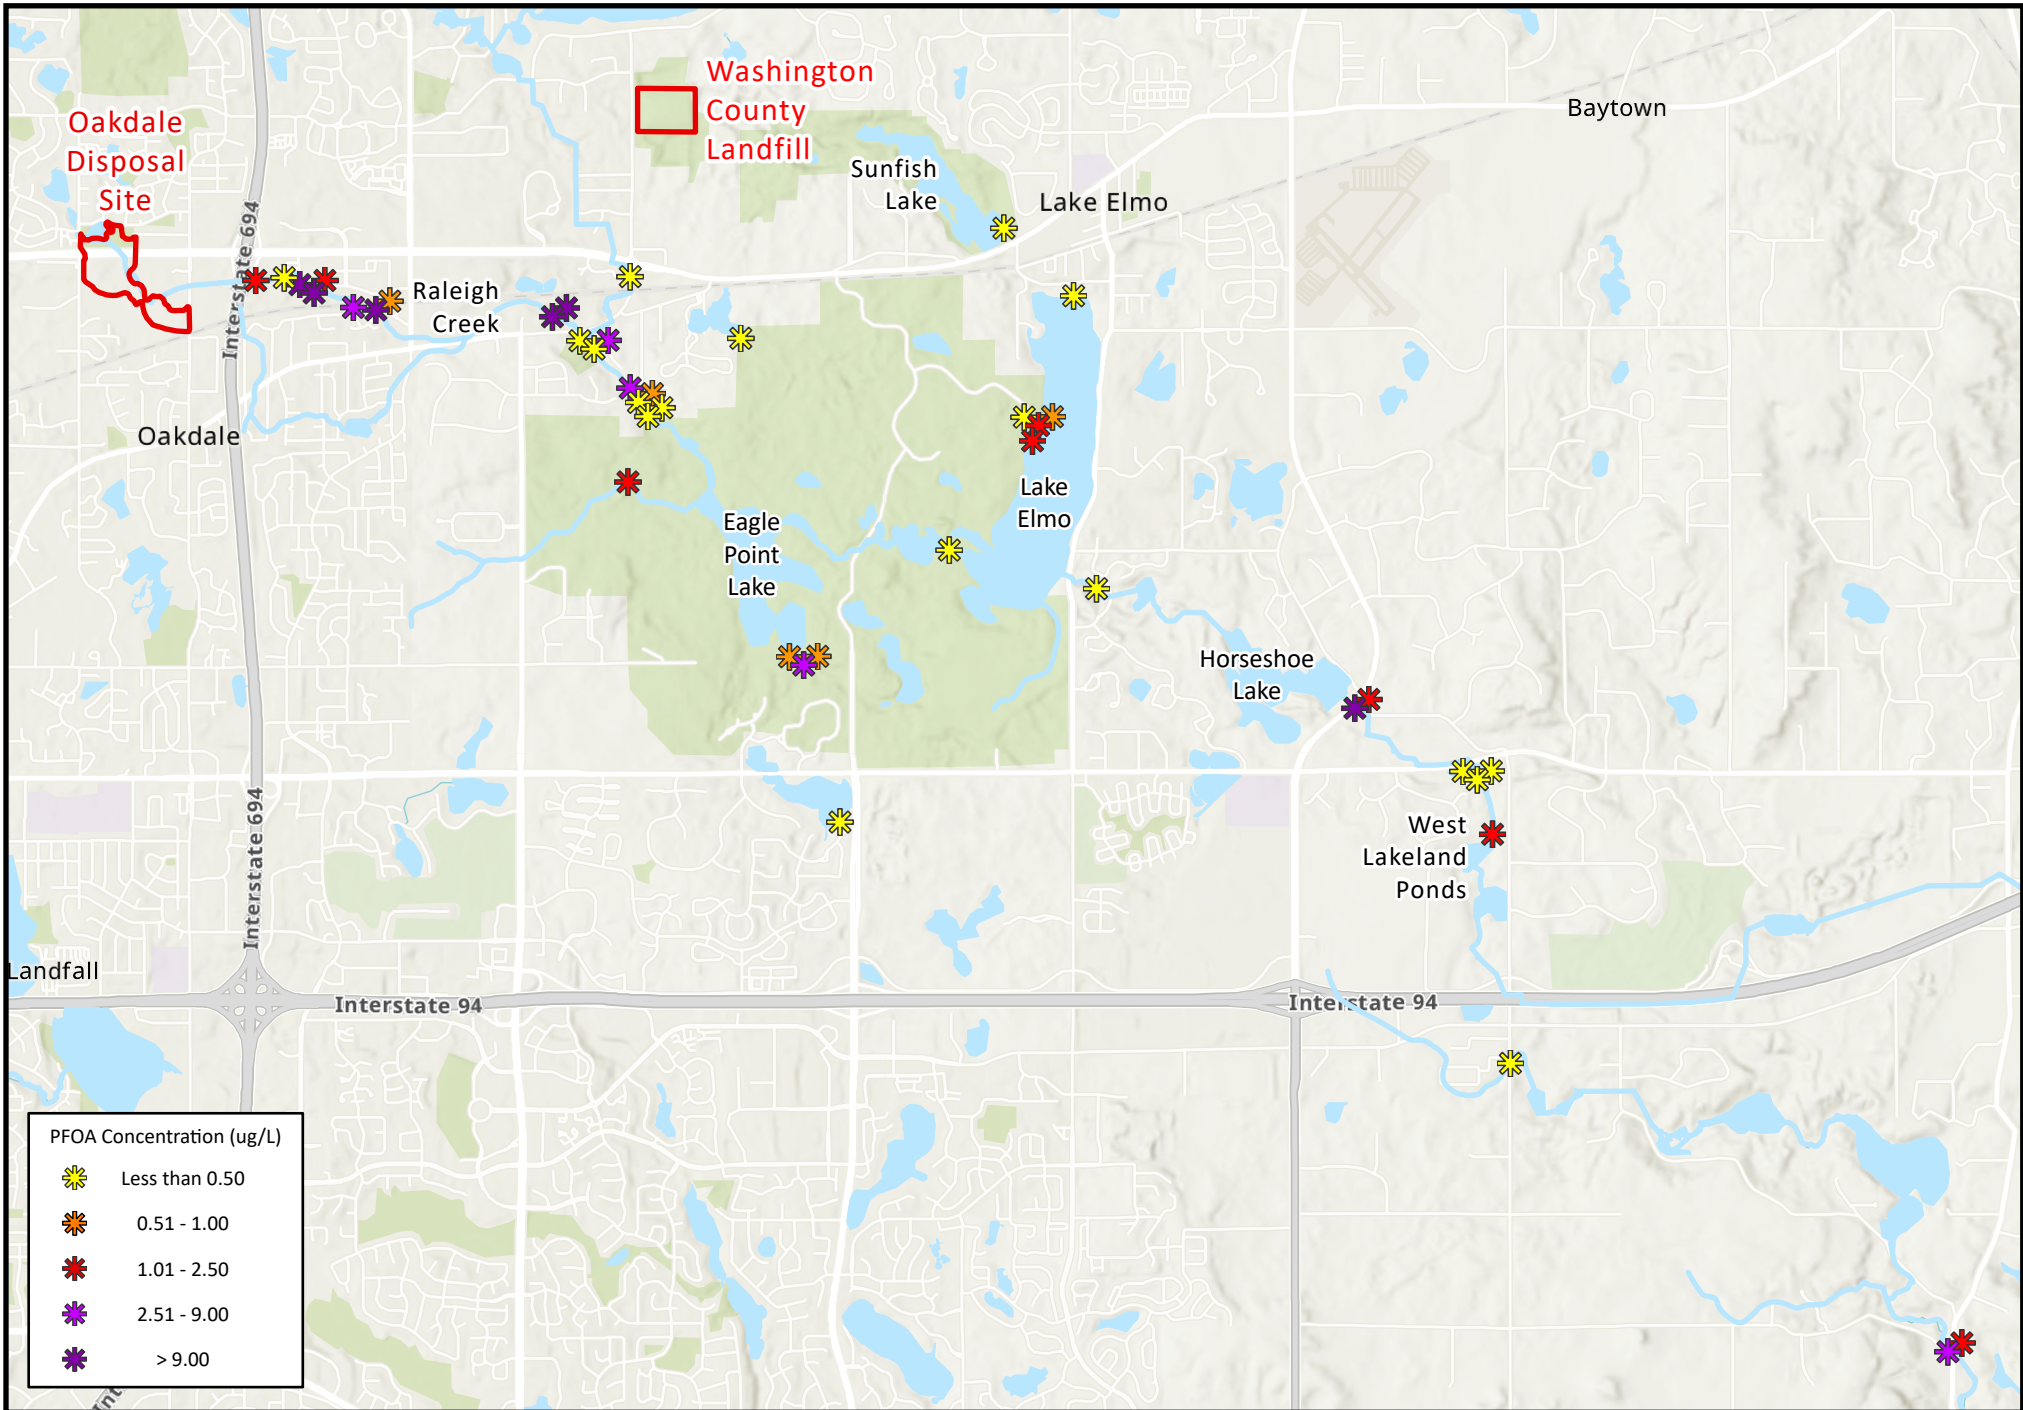 Washington
County
Landfill
Baytown
Oakdale
Disposal
Site
Sunfish
Lake
Lake Elmo
Interstate 694
Raleigh
Creek
Oakdale
Lake
Elmo
Eagle
Point
Lake
Horseshoe
Lake
West
Lakeland
Ponds
Interstate 694
Landfall
Interstate 94
Interstate 94
PFOA Concentration (ug/L)
Less than 0.50
0.51 - 1.00
1.01 - 2.50
2.51 - 9.00
> 9.00